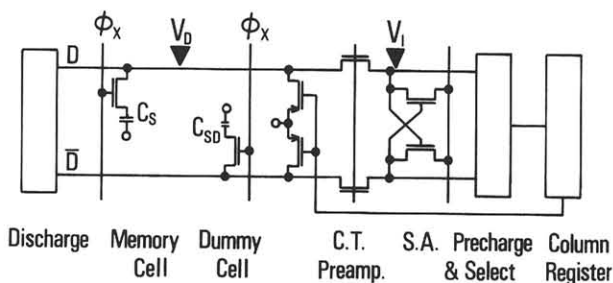 ϕX
VD
ϕX
VI
D
CS
CSD
D̅
Discharge
Memory
Cell
Dummy
Cell
C.T.
Preamp.
S.A.
Precharge
& Select
Column
Register